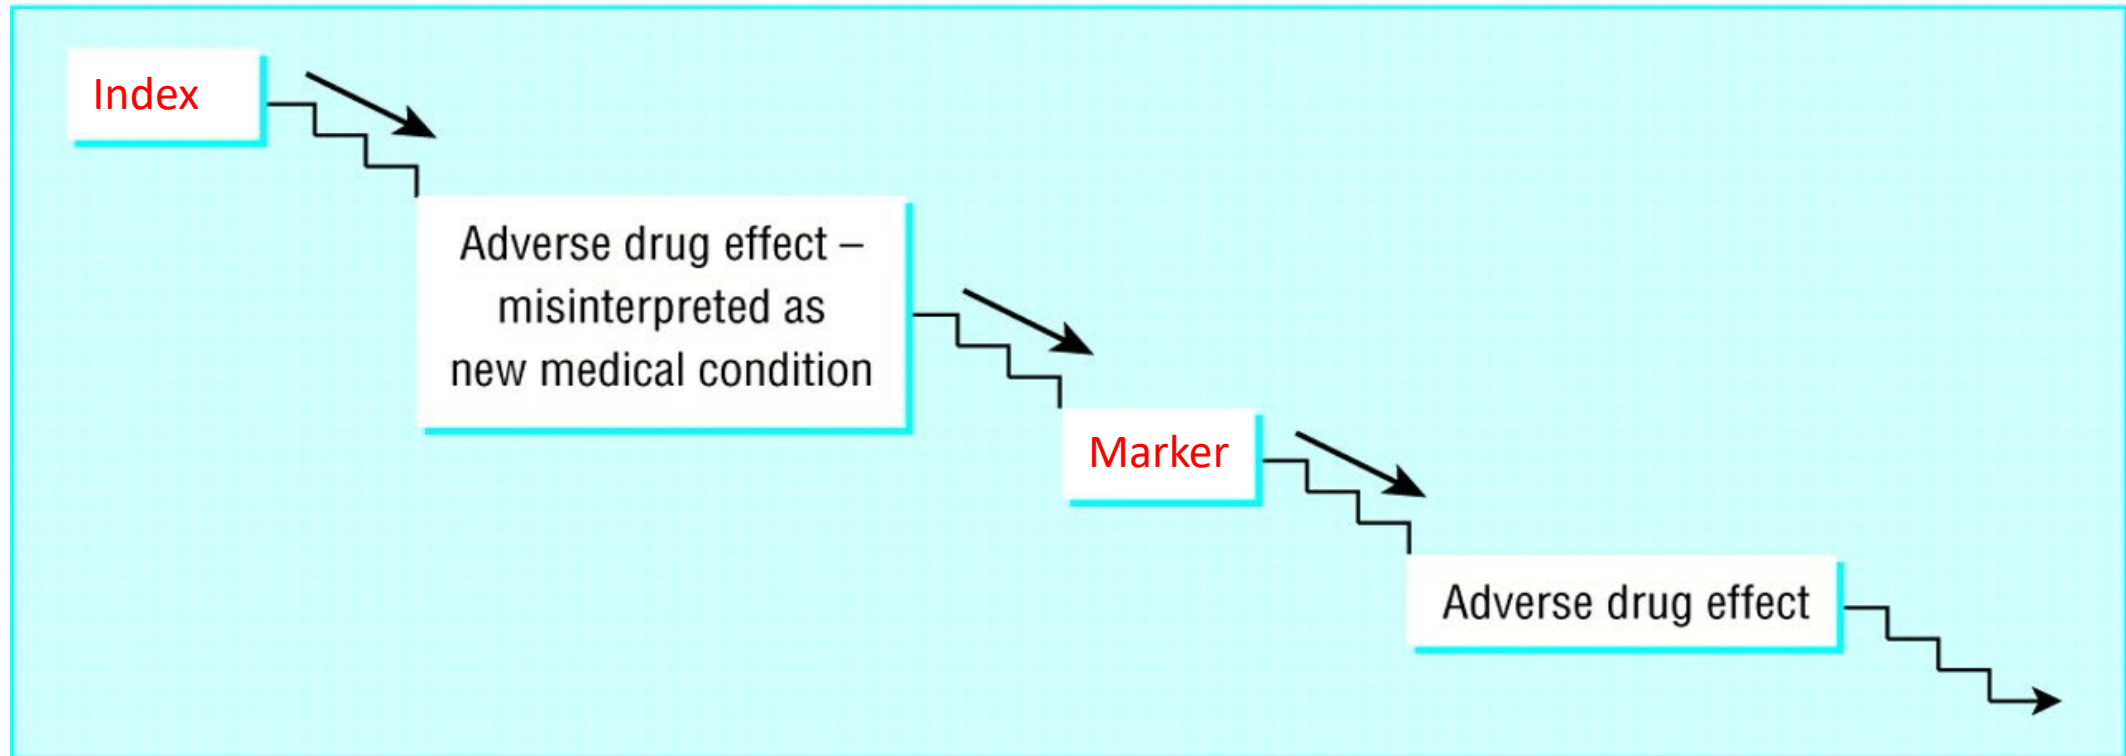 Index
Adverse drug effect –
misinterpreted as
new medical condition
Marker
Adverse drug effect